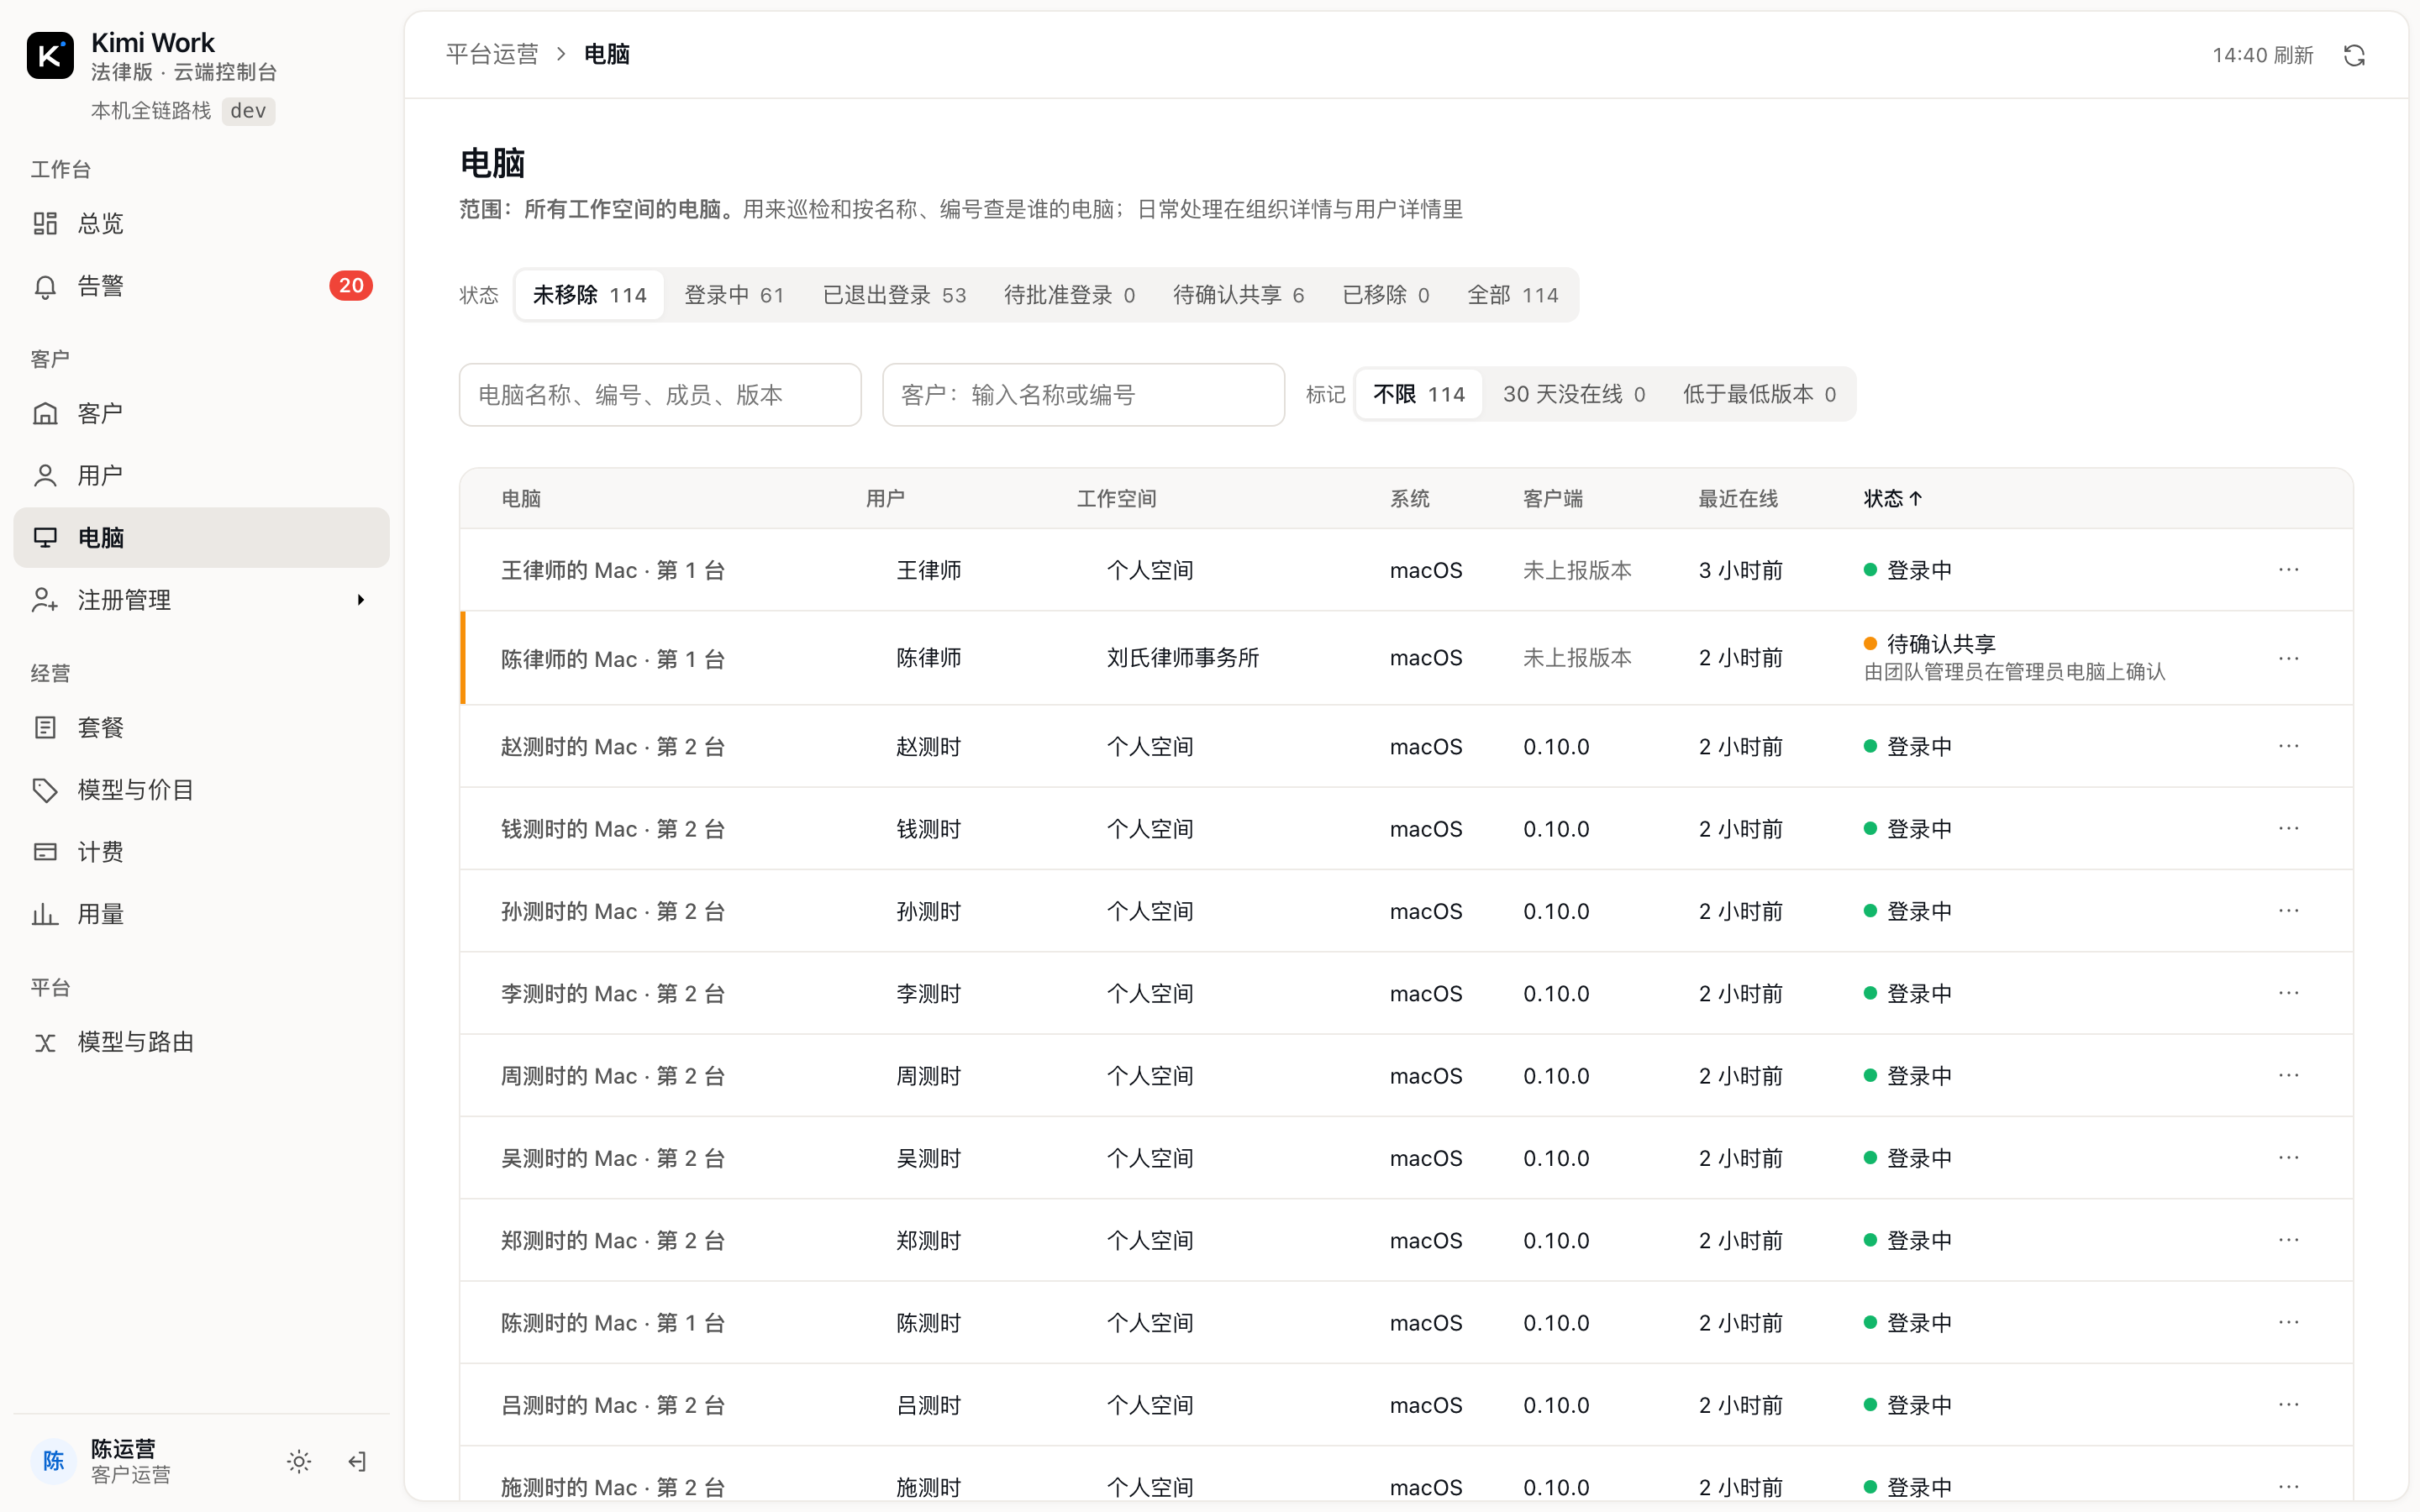 Kimi Work
法律版 · 云端控制台
本机全链路栈 dev
工作台
总览
告警 20
客户
客户
用户
电脑
注册管理
经营
套餐
模型与价目
计费
用量
平台
模型与路由
陈 陈运营
客户运营
平台运营 > 电脑
14:40 刷新
电脑
范围：所有工作空间的电脑。用来巡检和按名称、编号查是谁的电脑；日常处理在组织详情与用户详情里
状态 未移除 114 登录中 61 已退出登录 53 待批准登录 0 待确认共享 6 已移除 0 全部 114
电脑名称、编号、成员、版本 客户：输入名称或编号 标记 不限 114 30 天没在线 0 低于最低版本 0
电脑 用户 工作空间 系统 客户端 最近在线 状态 ↑
王律师的 Mac · 第 1 台 王律师 个人空间 macOS 未上报版本 3 小时前 登录中 ···
陈律师的 Mac · 第 1 台 陈律师 刘氏律师事务所 macOS 未上报版本 2 小时前 待确认共享 ···
由团队管理员在管理员电脑上确认
赵测时的 Mac · 第 2 台 赵测时 个人空间 macOS 0.10.0 2 小时前 登录中 ···
钱测时的 Mac · 第 2 台 钱测时 个人空间 macOS 0.10.0 2 小时前 登录中 ···
孙测时的 Mac · 第 2 台 孙测时 个人空间 macOS 0.10.0 2 小时前 登录中 ···
李测时的 Mac · 第 2 台 李测时 个人空间 macOS 0.10.0 2 小时前 登录中 ···
周测时的 Mac · 第 2 台 周测时 个人空间 macOS 0.10.0 2 小时前 登录中 ···
吴测时的 Mac · 第 2 台 吴测时 个人空间 macOS 0.10.0 2 小时前 登录中 ···
郑测时的 Mac · 第 2 台 郑测时 个人空间 macOS 0.10.0 2 小时前 登录中 ···
陈测时的 Mac · 第 1 台 陈测时 个人空间 macOS 0.10.0 2 小时前 登录中 ···
吕测时的 Mac · 第 2 台 吕测时 个人空间 macOS 0.10.0 2 小时前 登录中 ···
施测时的 Mac · 第 2 台 施测时 个人空间 macOS 0.10.0 2 小时前 登录中 ···